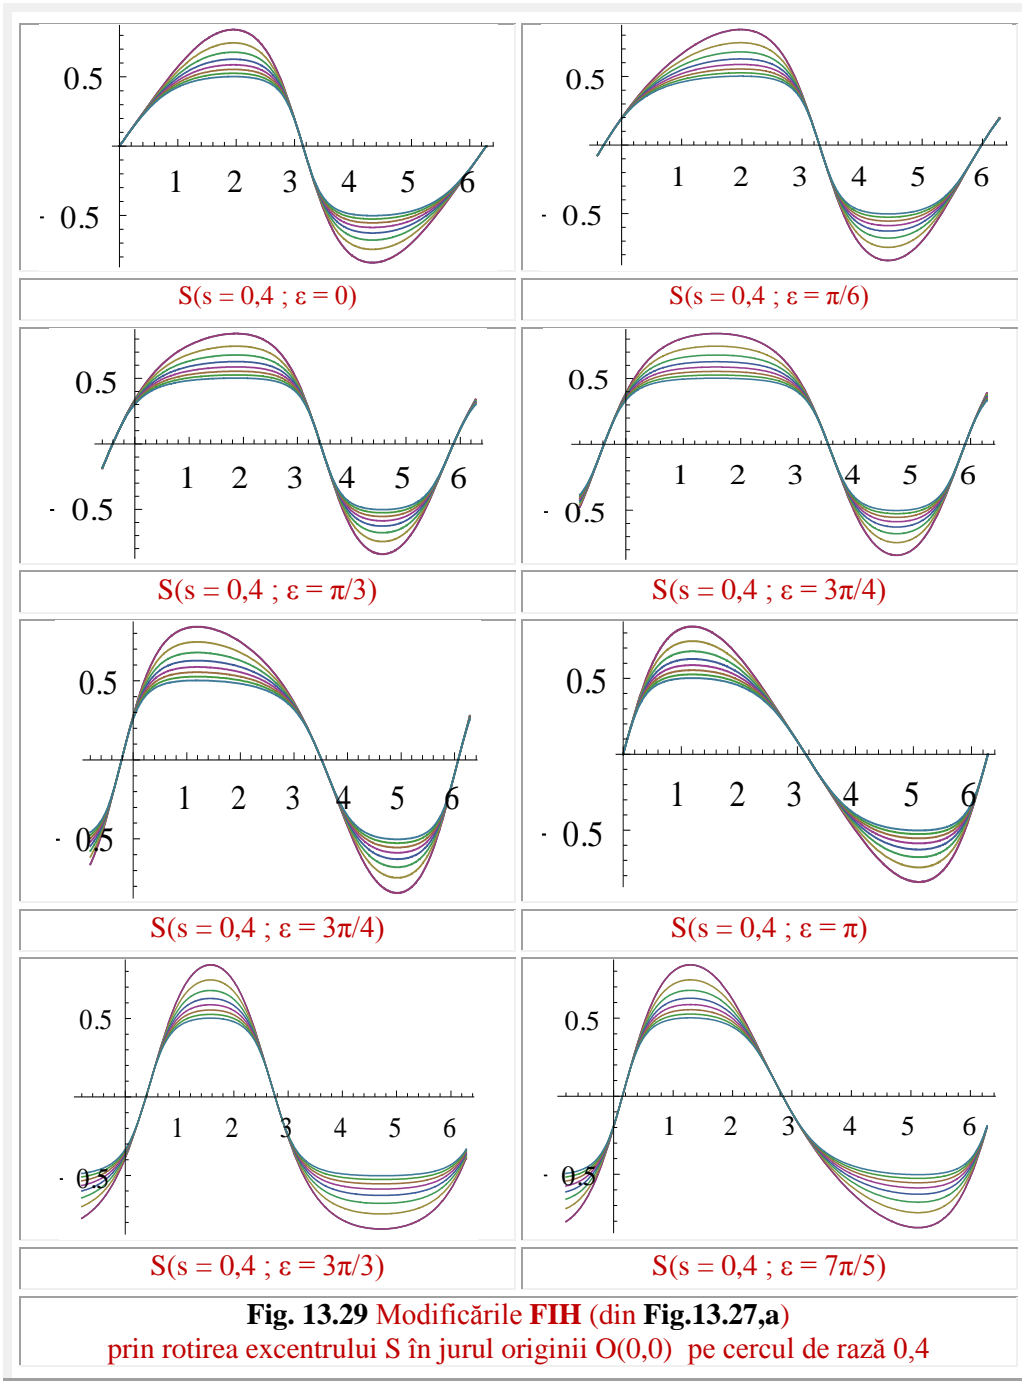 0.5
1 2 3 4 5 6
- 0.5
0.5
1 2 3 4 5 6
- 0.5
S(s = 0,4 ; ε = 0)
S(s = 0,4 ; ε = π/6)
0.5
1 2 3 4 5 6
- 0.5
0.5
1 2 3 4 5 6
- 0.5
S(s = 0,4 ; ε = π/3)
S(s = 0,4 ; ε = 3π/4)
0.5
1 2 3 4 5 6
- 0.5
0.5
1 2 3 4 5 6
- 0.5
S(s = 0,4 ; ε = 3π/4)
S(s = 0,4 ; ε = π)
0.5
1 2 3 4 5 6
- 0.5
0.5
1 2 3 4 5 6
- 0.5
S(s = 0,4 ; ε = 3π/3)
S(s = 0,4 ; ε = 7π/5)
Fig. 13.29 Modificările FIH (din Fig.13.27,a)
prin rotirea excentrului S în jurul originii O(0,0) pe cercul de rază 0,4